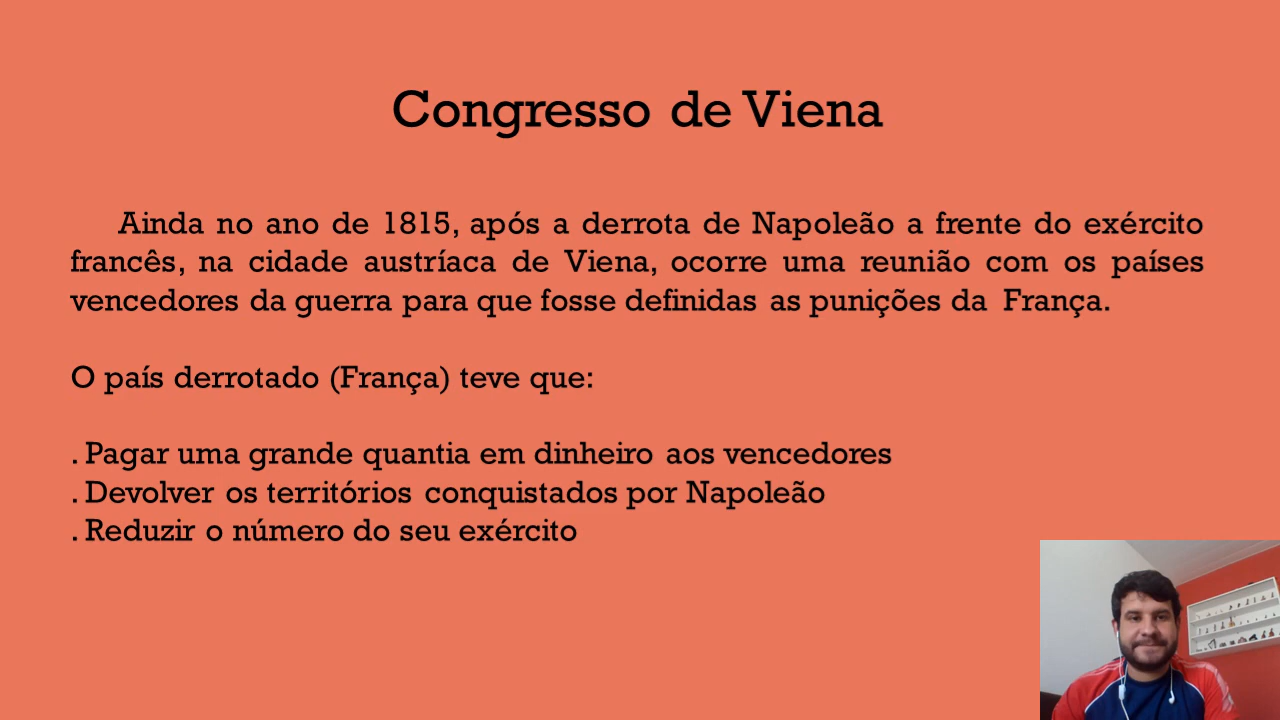 Congresso de Viena
Ainda no ano de 1815, após a derrota de Napoleão a frente do exército
francês, na cidade austríaca de Viena, ocorre uma reunião com os países
vencedores da guerra para que fosse definidas as punições da França.
O país derrotado (França) teve que:
. Pagar uma grande quantia em dinheiro aos vencedores
. Devolver os territórios conquistados por Napoleão
. Reduzir o número do seu exército